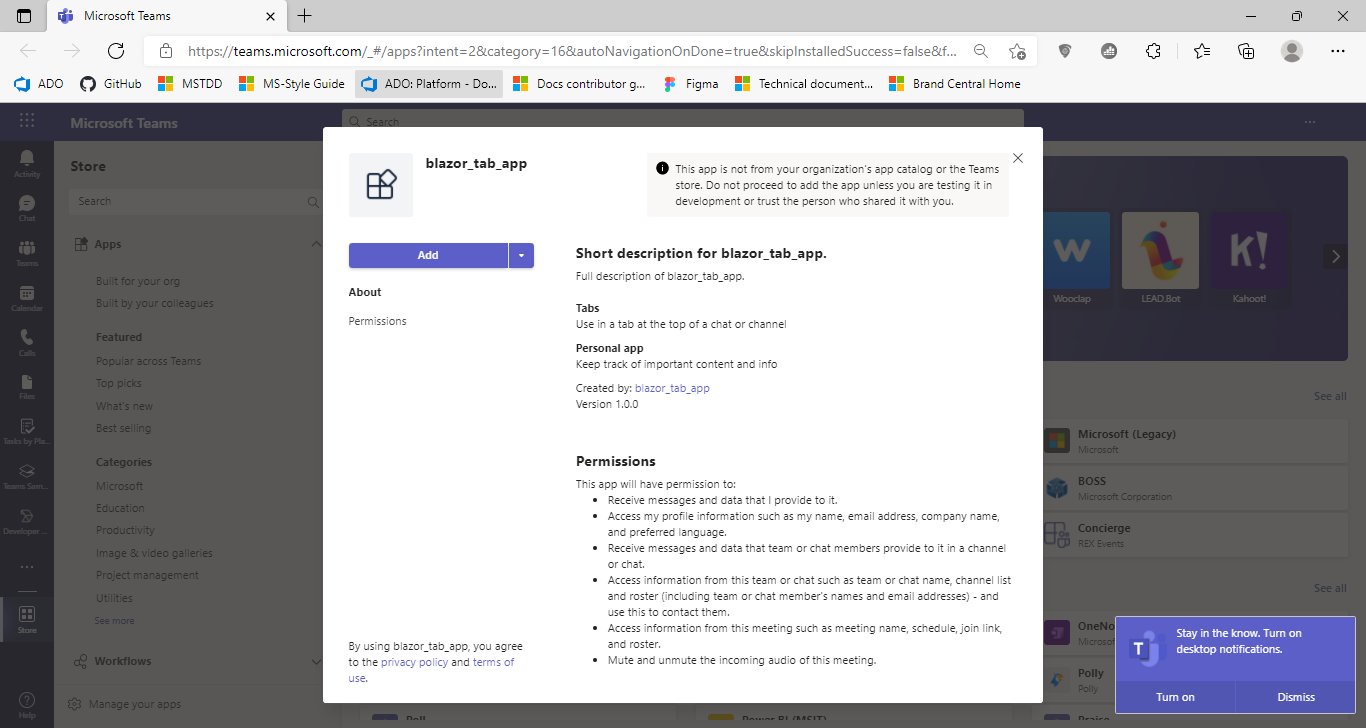 Microsoft Teams
https://teams.microsoft.com/_#/apps?intent=2&category=16&autoNavigationOnDone=true&skipInstalledSuccess=false&f...
ADO
GitHub
MSTDD
MS-Style Guide
ADO: Platform - Do...
Docs contributor g...
Figma
Technical document...
Brand Central Home
Microsoft Teams
Search
Activity
Chat
Teams
Calendar
Calls
Files
Tasks by Pla...
Teams Sam...
Developer ...
Store
Help
Store
Search
Apps
Built for your org
Built by your colleagues
Featured
Popular across Teams
Top picks
What's new
Best selling
Categories
Microsoft
Education
Productivity
Image & video galleries
Project management
Utilities
See more
Workflows
Manage your apps
blazor_tab_app
This app is not from your organization's app catalog or the Teams
store. Do not proceed to add the app unless you are testing it in
development or trust the person who shared it with you.
Add
About
Permissions
Short description for blazor_tab_app.
Full description of blazor_tab_app.
Tabs
Use in a tab at the top of a chat or channel
Personal app
Keep track of important content and info
Created by: blazor_tab_app
Version 1.0.0
Permissions
This app will have permission to:
Receive messages and data that I provide to it.
Access my profile information such as my name, email address, company name,
and preferred language.
Receive messages and data that team or chat members provide to it in a channel
or chat.
Access information from this team or chat such as team or chat name, channel list
and roster (including team or chat member's names and email addresses) - and
use this to contact them.
Access information from this meeting such as meeting name, schedule, join link,
and roster.
Mute and unmute the incoming audio of this meeting.
By using blazor_tab_app, you agree
to the privacy policy and terms of
use.
w
K!
Wooclap
LEAD.Bot
Kahoot!
See all
Microsoft (Legacy)
Microsoft
BOSS
Microsoft Corporation
Concierge
REX Events
See all
OneNo
Microsof
Polly
Polly
Praise
Poll
Power BI (MSIT)
T
Stay in the know. Turn on
desktop notifications.
Turn on
Dismiss